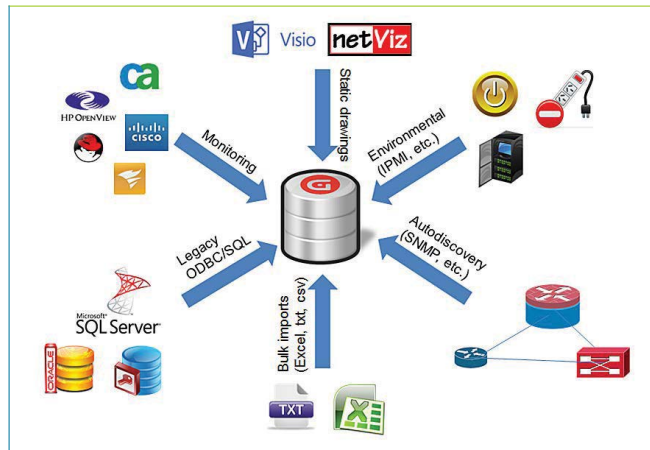 Visio
netViz
Static drawings
ca
HP OPENVIEW
CISCO
Monitoring
Environmental
(IPMI, etc.)
G
Legacy
ODBC/SQL
Autodiscovery
(SNMP, etc.)
Microsoft®
SQL Server®
ORACLE
Bulk imports
(Excel, txt, csv)
TXT
X